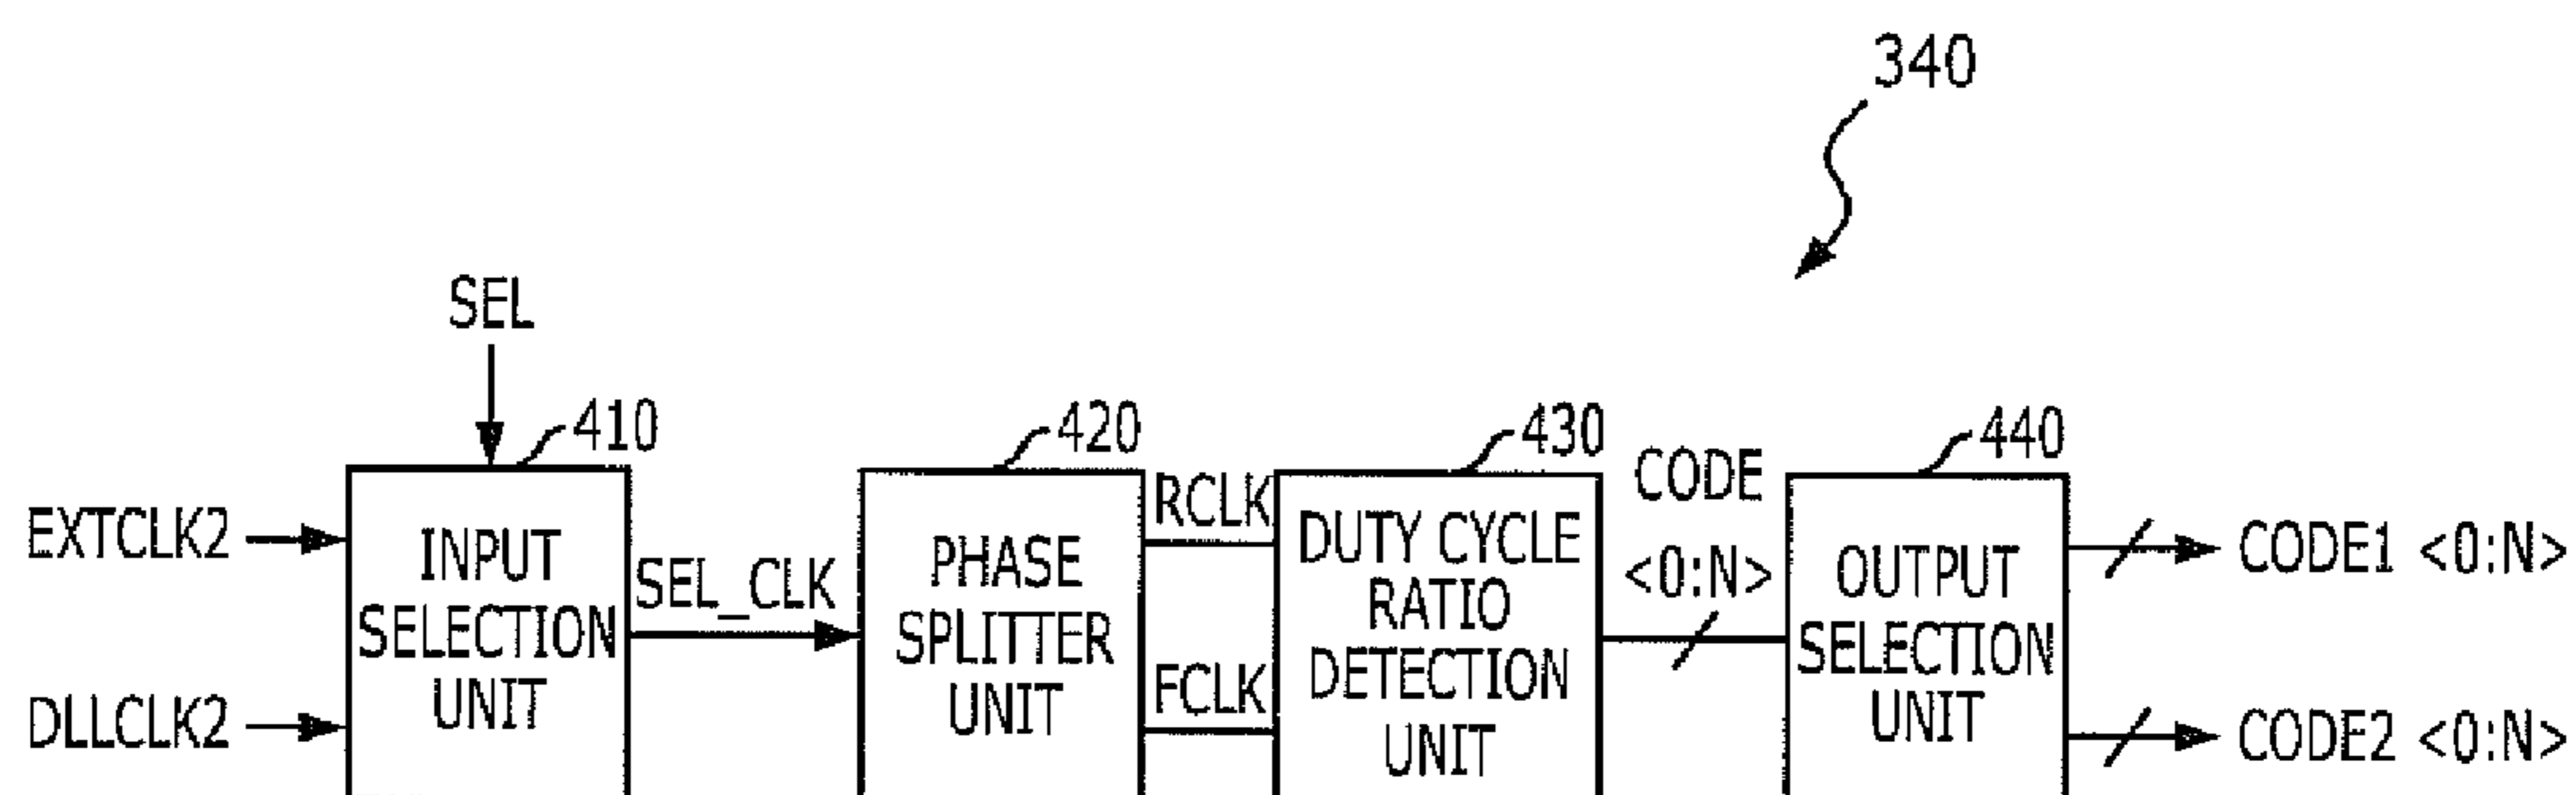 340
SEL
410
420
430
440
EXTCLK2
DLLCLK2
INPUT
SELECTION
UNIT
SEL_CLK
PHASE
SPLITTER
UNIT
RCLK
FCLK
DUTY CYCLE
RATIO
DETECTION
UNIT
CODE
<0:N>
OUTPUT
SELECTION
UNIT
CODE1 <0:N>
CODE2 <0:N>